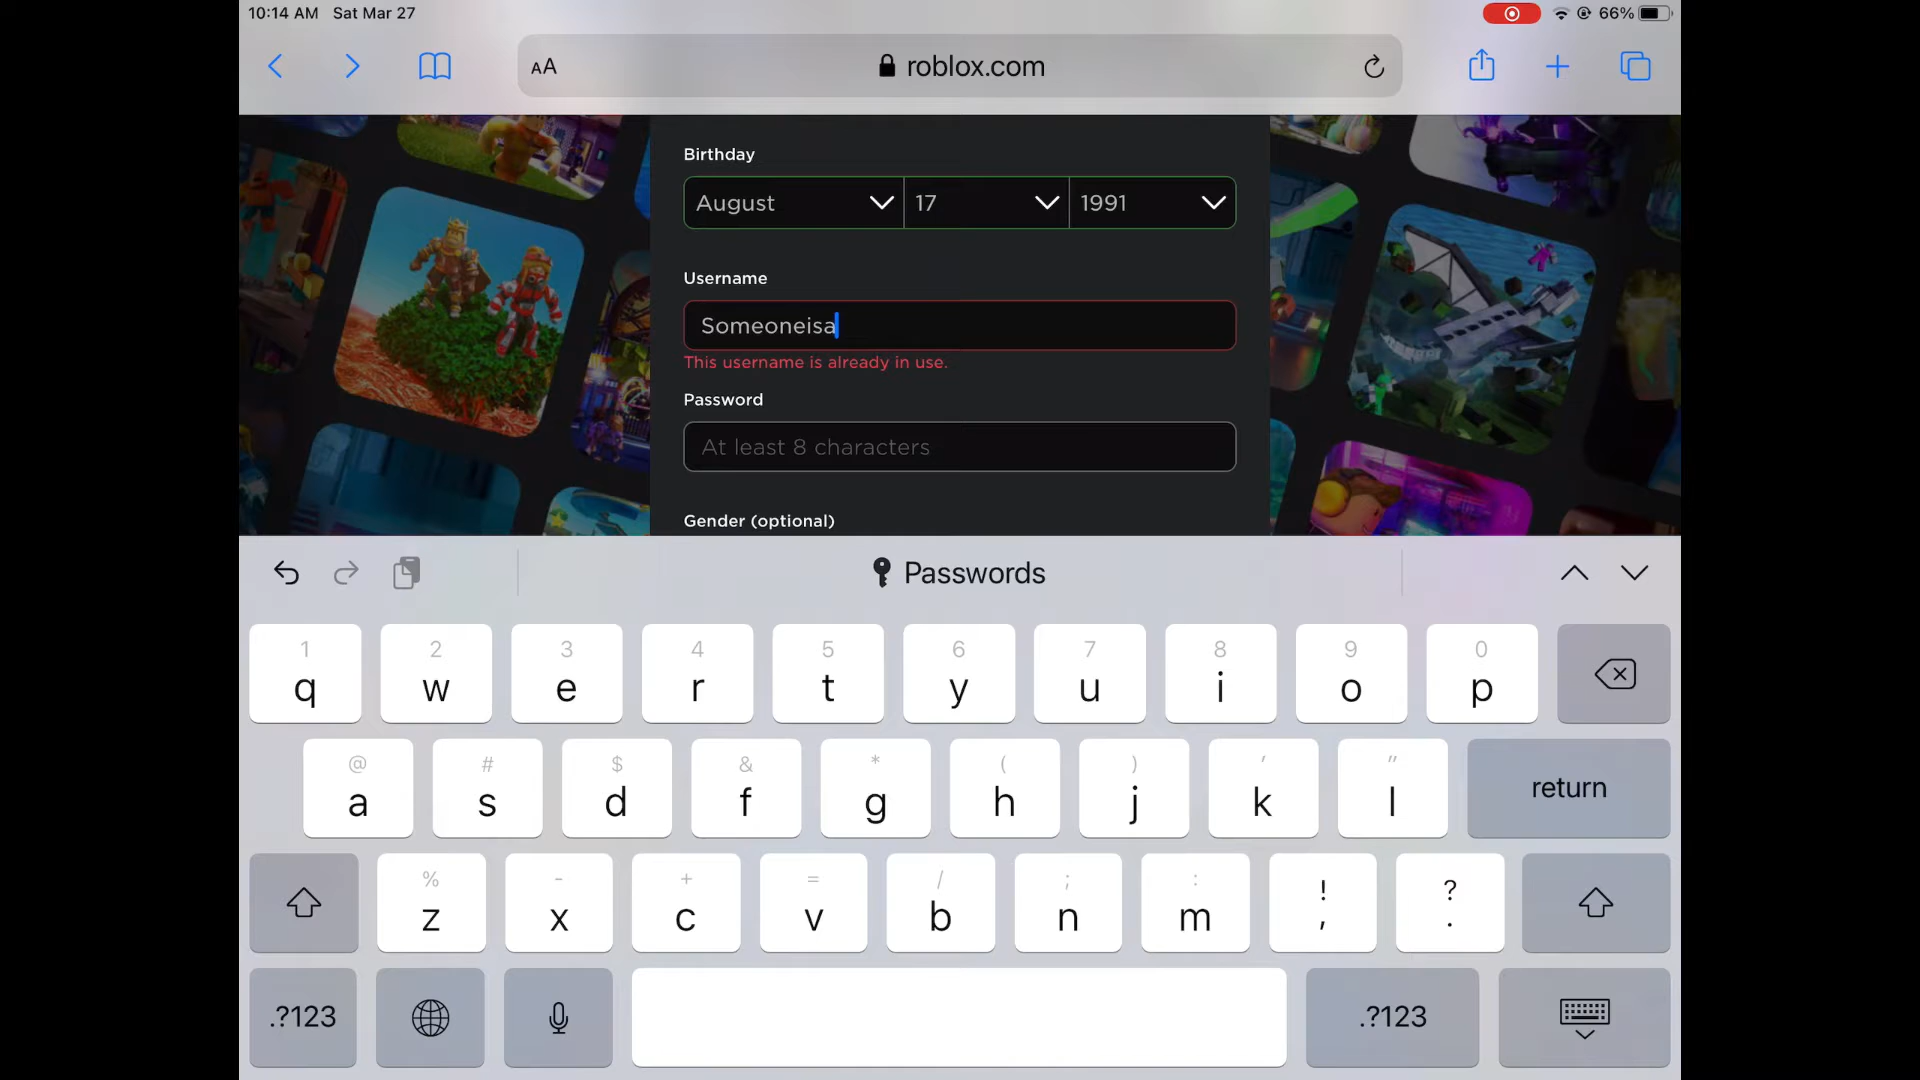 10:14 AM Sat Mar 27
66%
AA
roblox.com
Birthday
August
17
1991
Username
Someoneisa
This username is already in use.
Password
At least 8 characters
Gender (optional)
Passwords
1 2 3 4 5 6 7 8 9 0
q w e r t y u i o p
@ # $ & * ( ) ' "
a s d f g h j k l return
% - + = / ; : ! ?
z x c v b n m , .
.?123 .?123